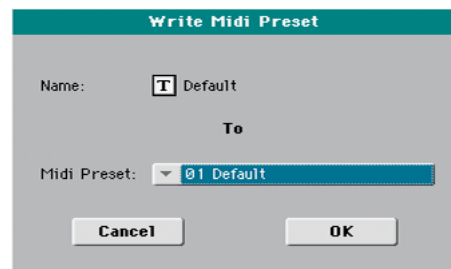 Write Midi Preset
Name: T Default
To
Midi Preset: 01 Default
Cancel OK